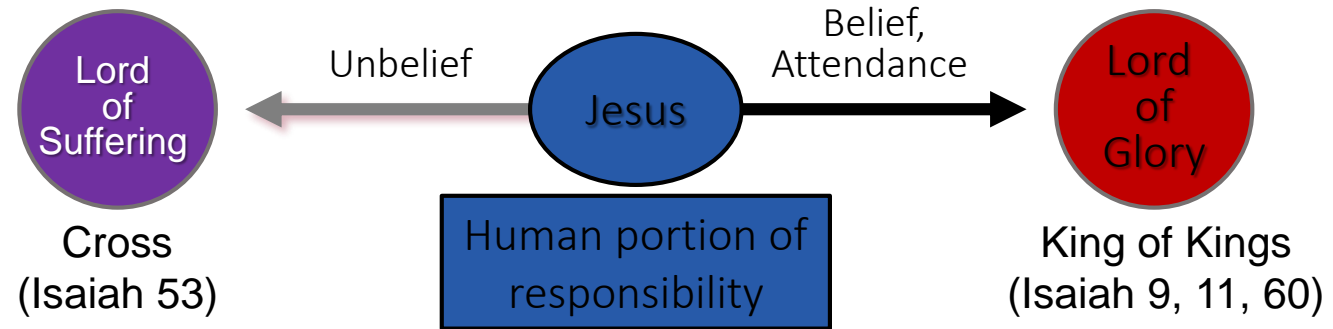 Lord
of
Suffering
Unbelief
Jesus
Belief,
Attendance
Lord
of
Glory
Cross
(Isaiah 53)
Human portion of
responsibility
King of Kings
(Isaiah 9, 11, 60)